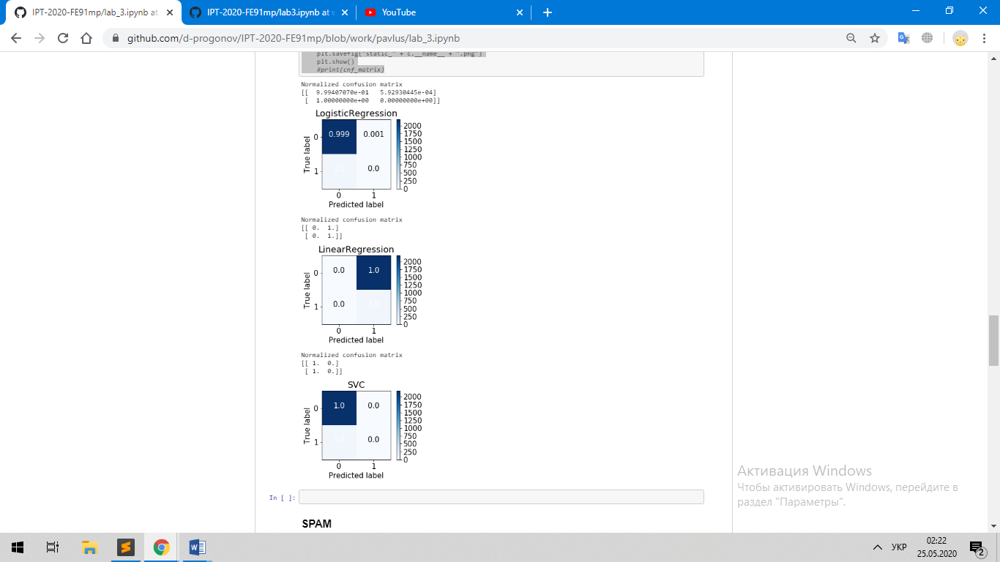 IPT-2020-FE91mp/lab_3.ipynb at
IPT-2020-FE91mp/lab3.ipynb at w
YouTube
github.com/d-progonov/IPT-2020-FE91mp/blob/work/pavlus/lab_3.ipynb
plt.savefig("static_" + c.__name__ + ".png")
plt.show()
#print(cnf_matrix)
Normalized confusion matrix
[[ 9.99407070e-01 5.92930445e-04]
[ 1.00000000e+00 0.00000000e+00]]
LogisticRegression
True label
0
1
0.999 0.001
1.0 0.0
0 1
Predicted label
2000
1750
1500
1250
1000
750
500
250
0
Normalized confusion matrix
[[ 0. 1.]
[ 0. 1.]]
LinearRegression
True label
0
1
0.0 1.0
0.0 1.0
0 1
Predicted label
2000
1750
1500
1250
1000
750
500
250
0
Normalized confusion matrix
[[ 1. 0.]
[ 1. 0.]]
SVC
True label
0
1
1.0 0.0
1.0 0.0
0 1
Predicted label
2000
1750
1500
1250
1000
750
500
250
0
In [ ]:
SPAM
Активация Windows
Чтобы активировать Windows, перейдите в
раздел "Параметры".
УКР
02:22
25.05.2020
2